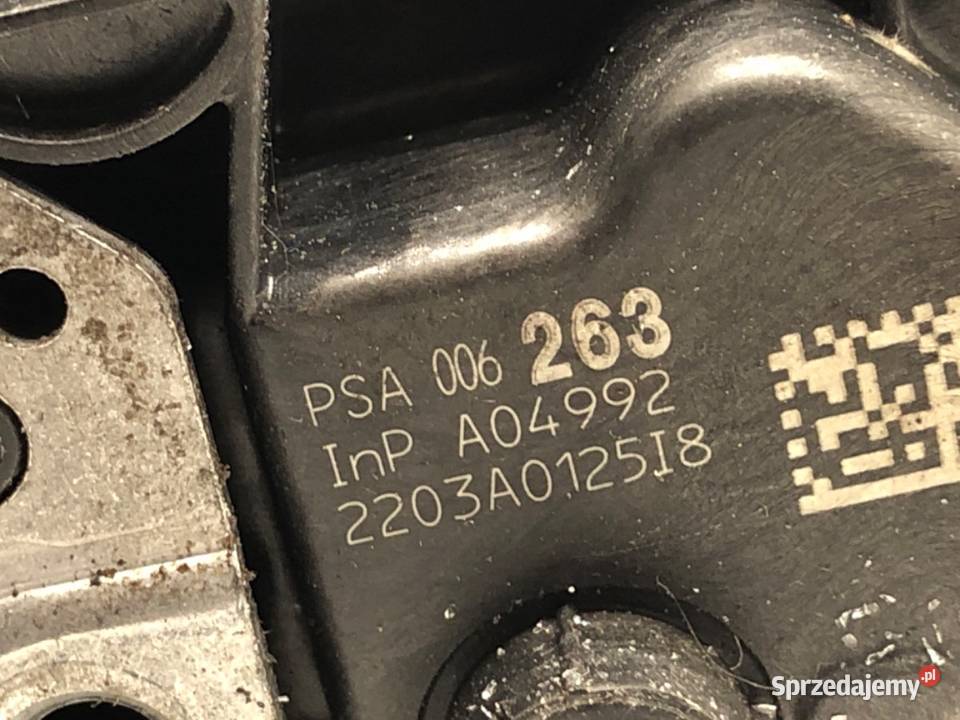 PSA 006 263
InP A04992
2203A0125I8
Sprzedajemy.pl